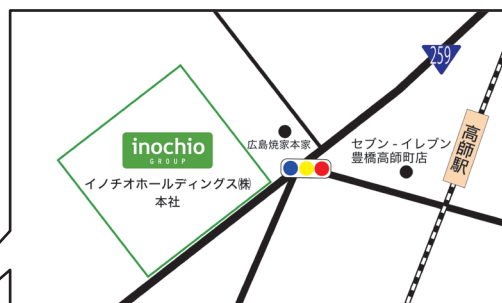 259
inochio
GROUP
イノチオホールディングス㈱
本社
広島焼家本家
セブン‐イレブン
豊橋高師町店
高師駅